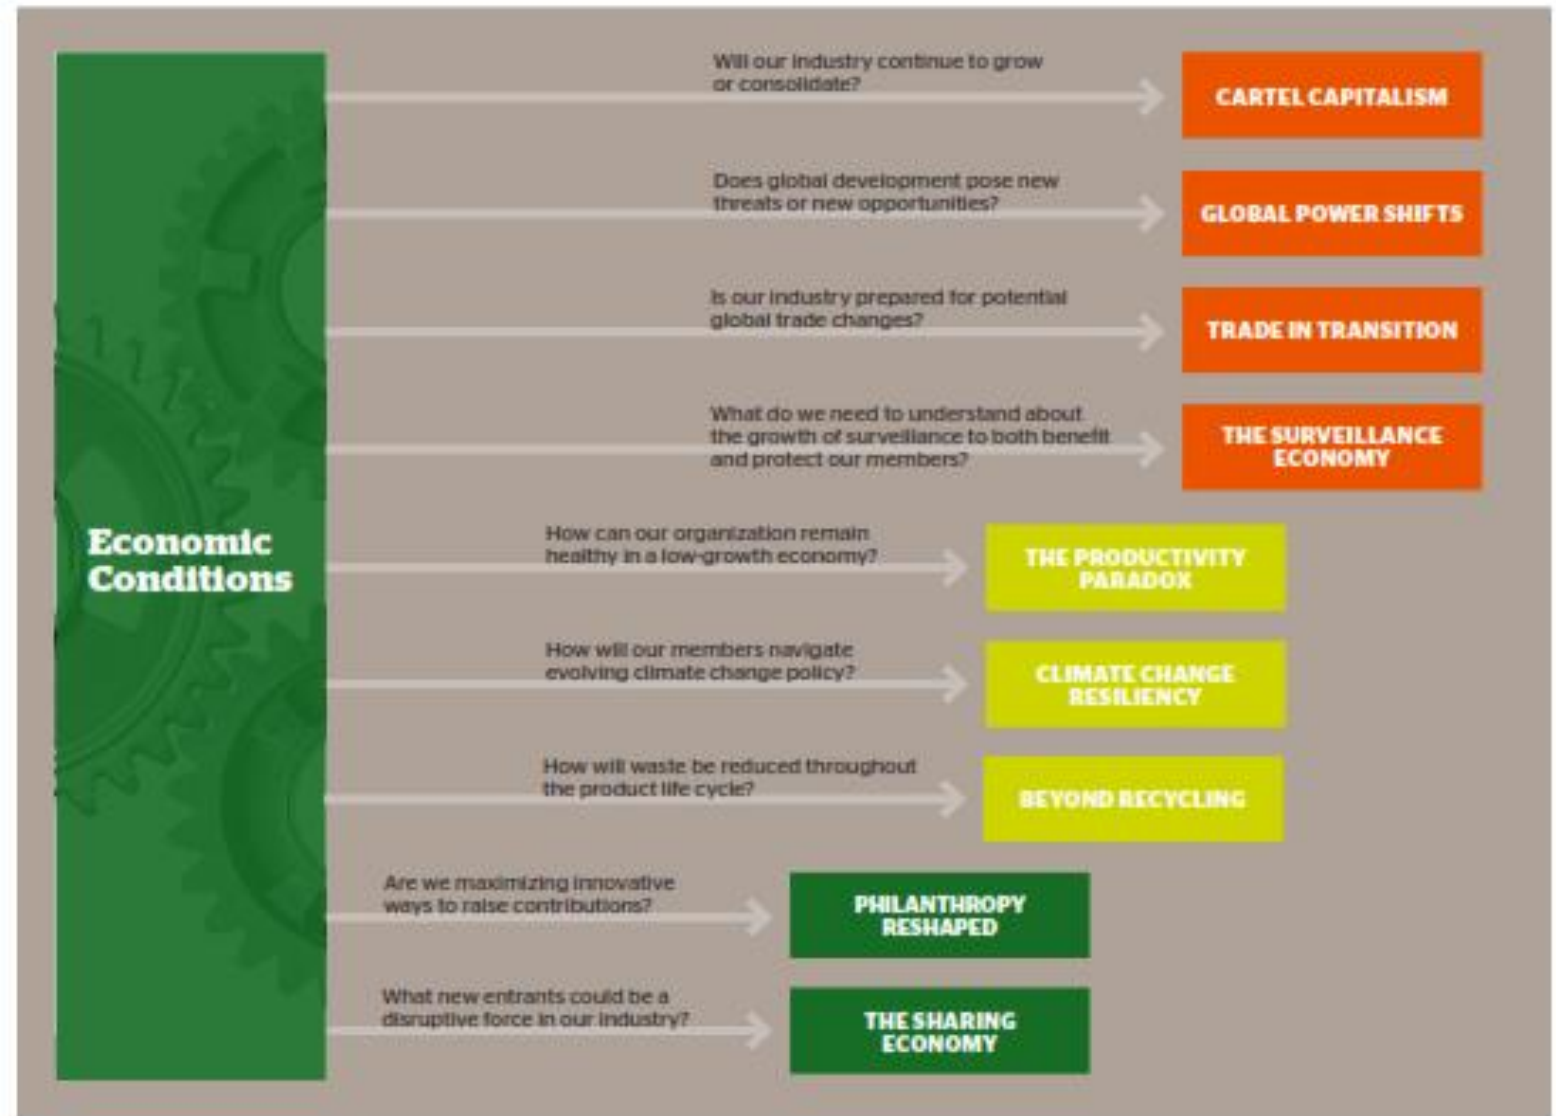 Economic
Conditions
Will our industry continue to grow
or consolidate?
CARTEL CAPITALISM
Does global development pose new
threats or new opportunities?
GLOBAL POWER SHIFTS
Is our industry prepared for potential
global trade changes?
TRADE IN TRANSITION
What do we need to understand about
the growth of surveillance to both benefit
and protect our members?
THE SURVEILLANCE
ECONOMY
How can our organization remain
healthy in a low-growth economy?
THE PRODUCTIVITY
PARADOX
How will our members navigate
evolving climate change policy?
CLIMATE CHANGE
RESILIENCY
How will waste be reduced throughout
the product life cycle?
BEYOND RECYCLING
Are we maximizing innovative
ways to raise contributions?
PHILANTHROPY
RESHAPED
What new entrants could be a
disruptive force in our industry?
THE SHARING
ECONOMY